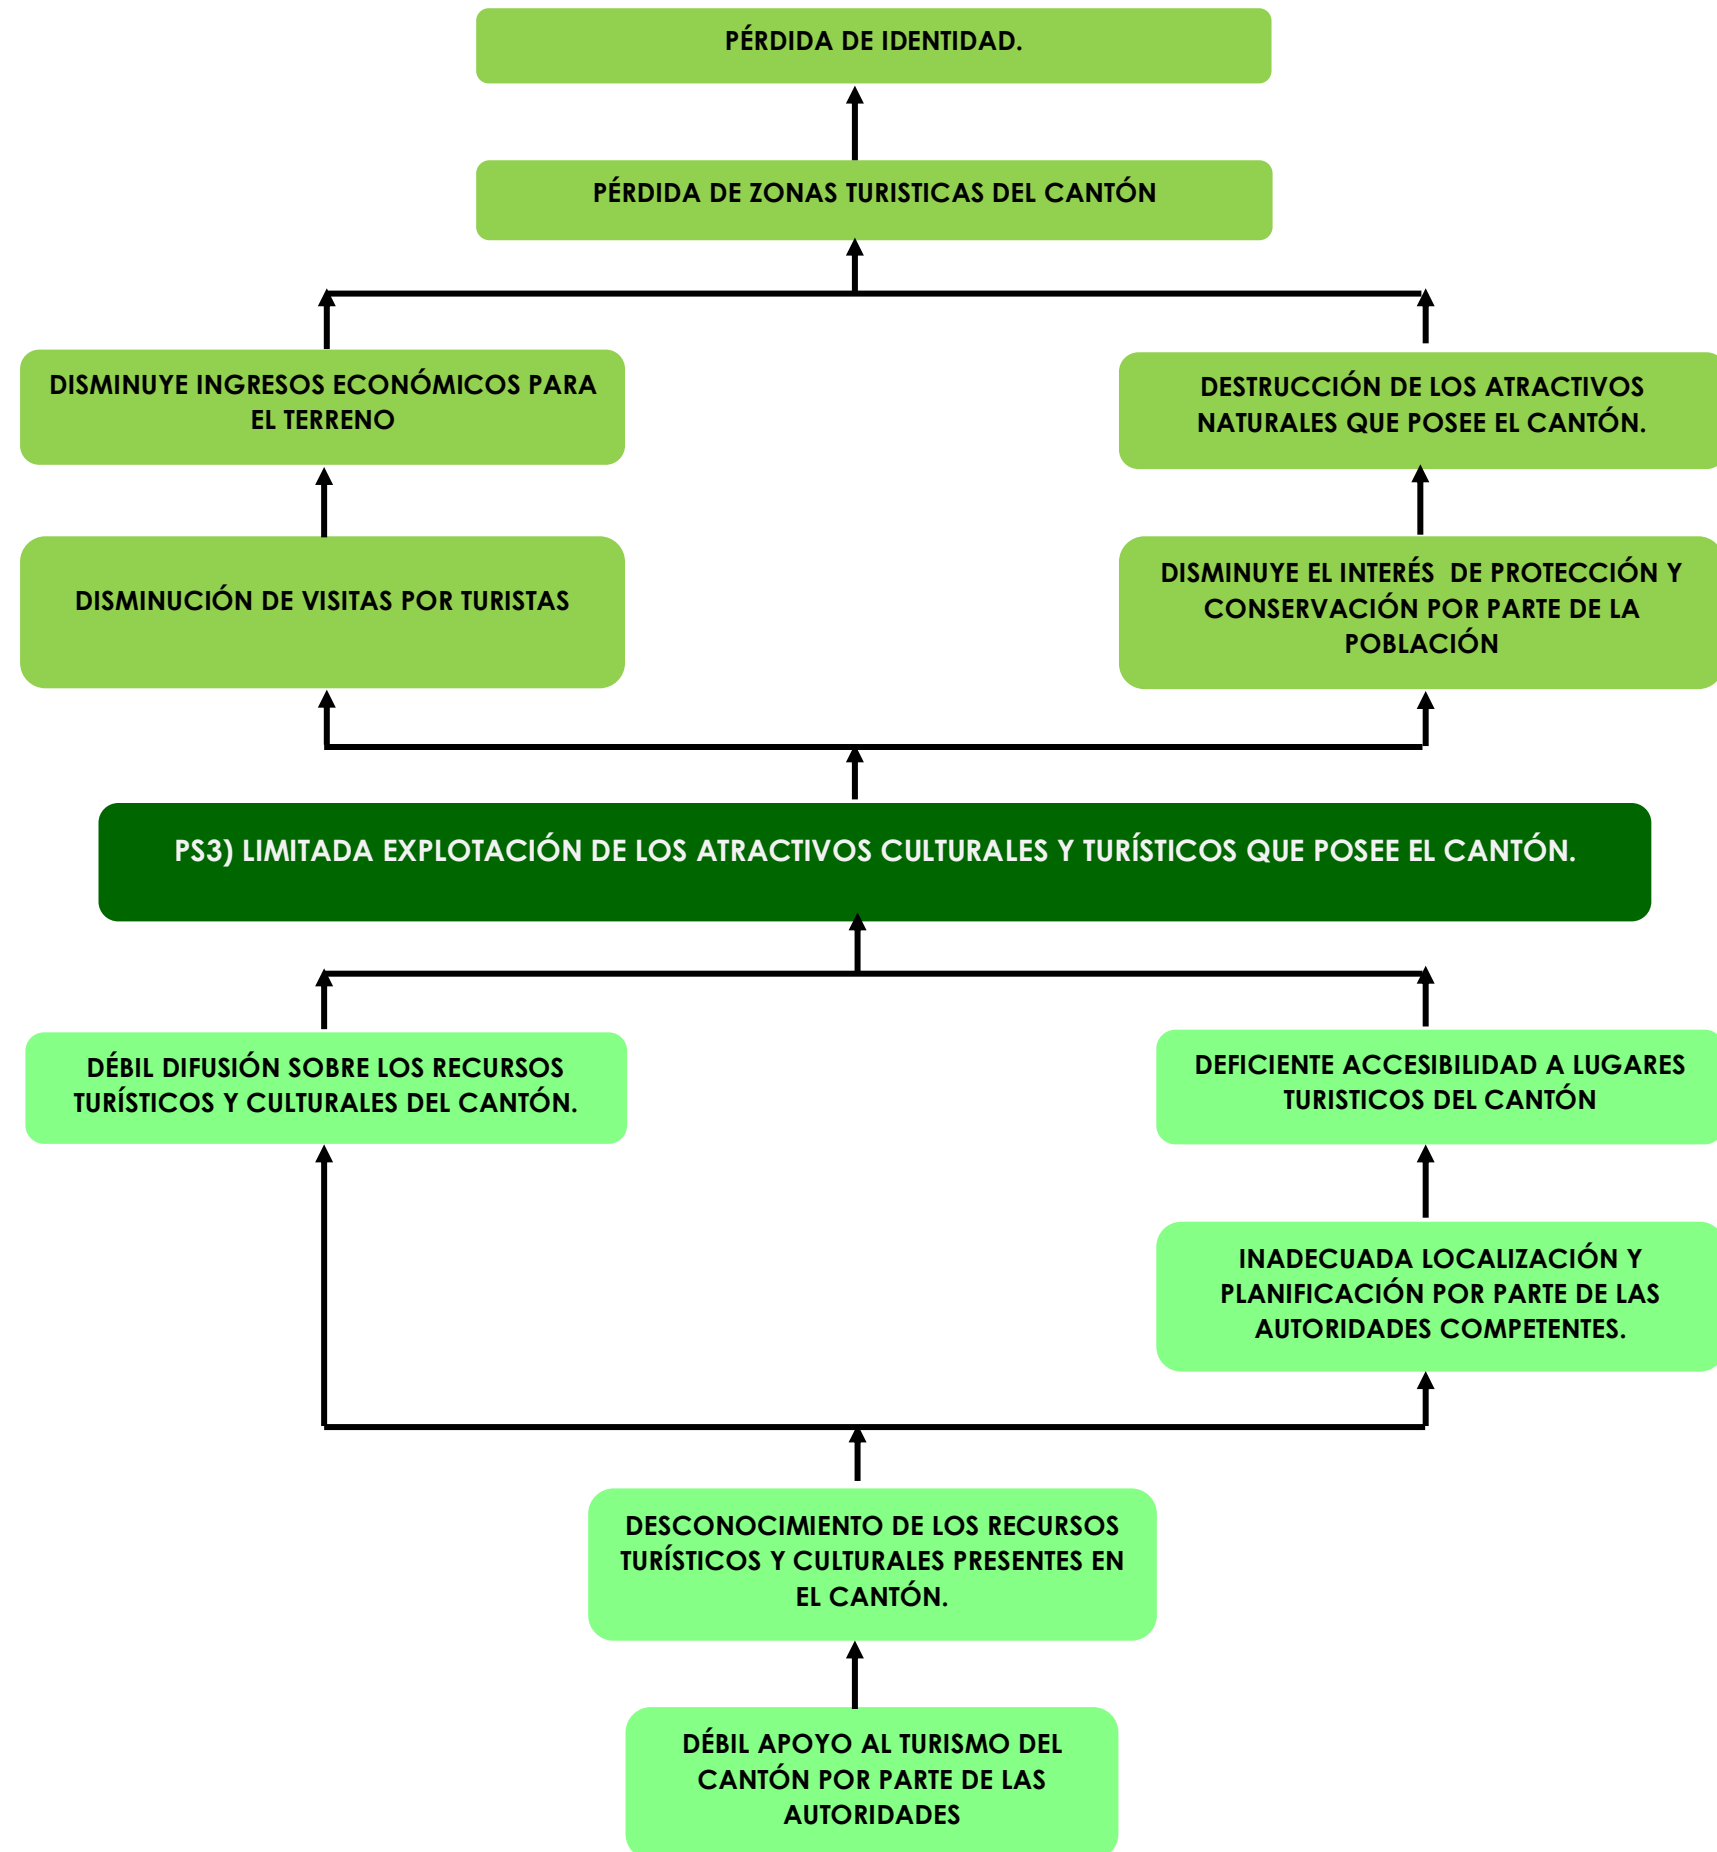 PÉRDIDA DE IDENTIDAD.
PÉRDIDA DE ZONAS TURISTICAS DEL CANTÓN
DISMINUYE INGRESOS ECONÓMICOS PARA
EL TERRENO
DESTRUCCIÓN DE LOS ATRACTIVOS
NATURALES QUE POSEE EL CANTÓN.
DISMINUCIÓN DE VISITAS POR TURISTAS
DISMINUYE EL INTERÉS  DE PROTECCIÓN Y
CONSERVACIÓN POR PARTE DE LA
POBLACIÓN
PS3) LIMITADA EXPLOTACIÓN DE LOS ATRACTIVOS CULTURALES Y TURÍSTICOS QUE POSEE EL CANTÓN.
DÉBIL DIFUSIÓN SOBRE LOS RECURSOS
TURÍSTICOS Y CULTURALES DEL CANTÓN.
DEFICIENTE ACCESIBILIDAD A LUGARES
TURISTICOS DEL CANTÓN
INADECUADA LOCALIZACIÓN Y
PLANIFICACIÓN POR PARTE DE LAS
AUTORIDADES COMPETENTES.
DESCONOCIMIENTO DE LOS RECURSOS
TURÍSTICOS Y CULTURALES PRESENTES EN
EL CANTÓN.
DÉBIL APOYO AL TURISMO DEL
CANTÓN POR PARTE DE LAS
AUTORIDADES